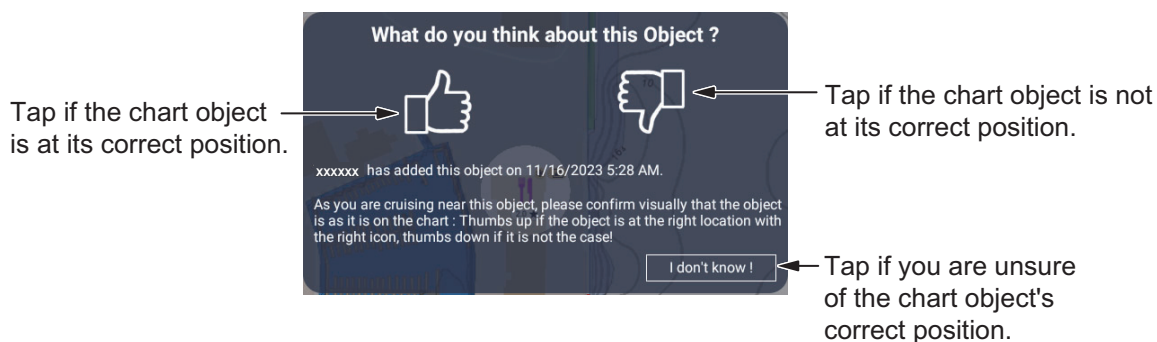 What do you think about this Object ?
Tap if the chart object
is at its correct position.
Tap if the chart object is not
at its correct position.
xxxxxx has added this object on 11/16/2023 5:28 AM.
As you are cruising near this object, please confirm visually that the object
is as it is on the chart : Thumbs up if the object is at the right location with
the right icon, thumbs down if it is not the case!
I don't know !
Tap if you are unsure
of the chart object's
correct position.